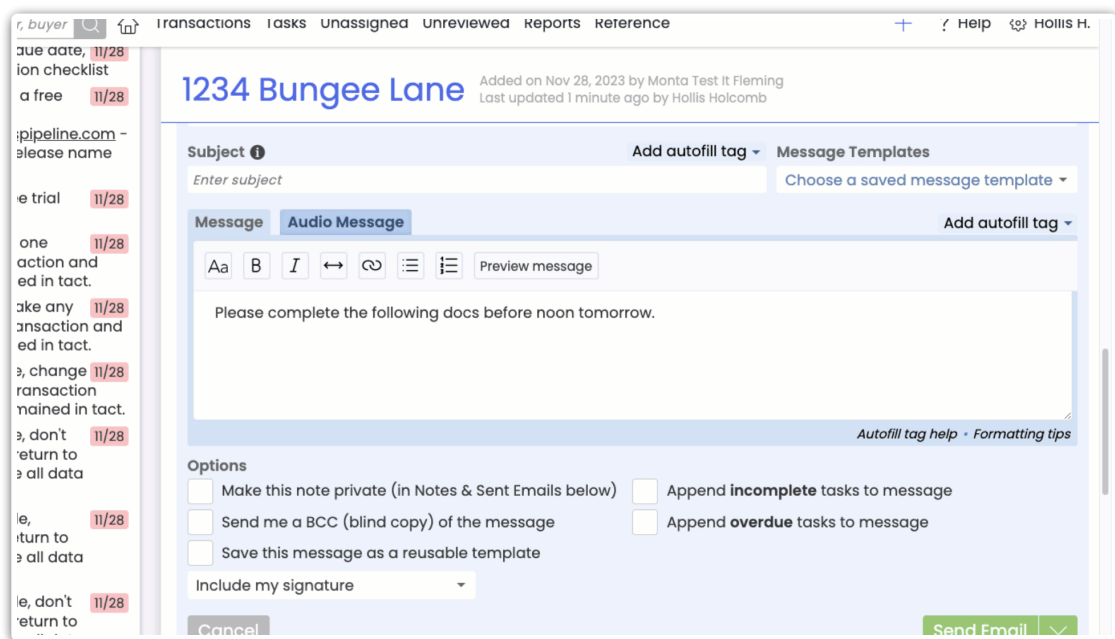 r, buyer
Transactions Tasks Unassigned Unreviewed Reports Reference
? Help Hollis H.
due date, 11/28
ion checklist
a free 11/28
pipeline.com -
elease name
e trial 11/28
one 11/28
action and
ed in tact.
ake any 11/28
ansaction and
ed in tact.
e, change 11/28
ransaction
mained in tact.
e, don't 11/28
return to
e all data
le, 11/28
eturn to
e all data
le, don't 11/28
return to
1234 Bungee Lane
Added on Nov 28, 2023 by Monta Test It Fleming
Last updated 1 minute ago by Hollis Holcomb
Subject Add autofill tag Message Templates
Enter subject Choose a saved message template
Message Audio Message Add autofill tag
Aa B I Preview message
Please complete the following docs before noon tomorrow.
Autofill tag help • Formatting tips
Options
Make this note private (in Notes & Sent Emails below) Append incomplete tasks to message
Send me a BCC (blind copy) of the message Append overdue tasks to message
Save this message as a reusable template
Include my signature
Cancel Send Email